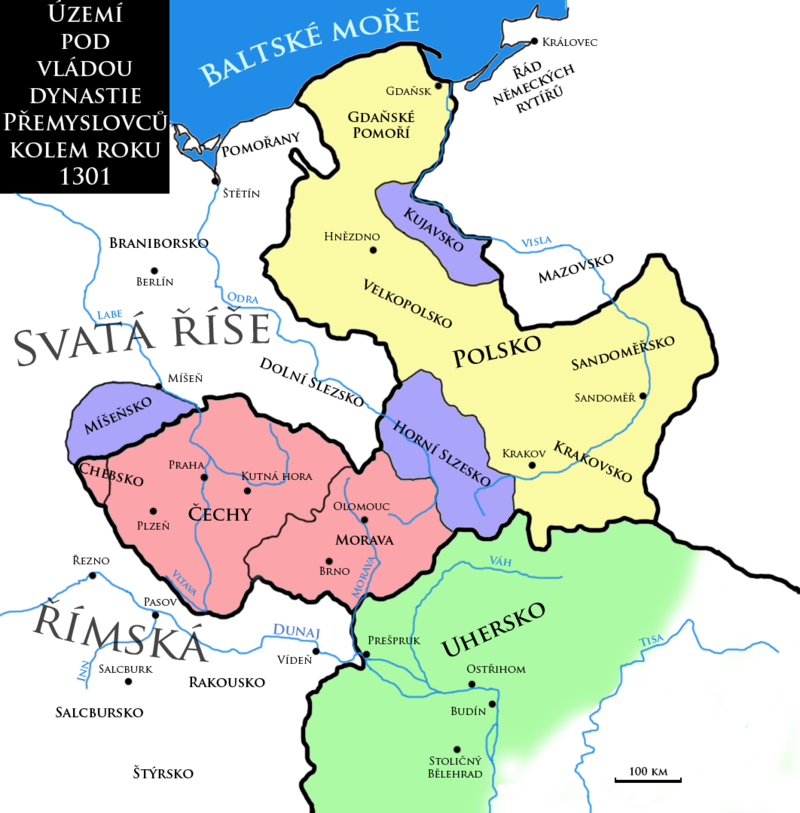 Území
pod
vládou
dynastie
Přemyslovců
kolem roku
1301
Baltské moře
Královec
Řád
německých
rytířů
Gdaňsk
Gdaňské
Pomoří
Pomořany
Štětín
Kujavsko
Hnězdno
Visla
Braniborsko
Mazovsko
Berlín
Velkopolsko
Odra
Labe
Svatá říše
Polsko
Sandoměřsko
Dolní Slezsko
Míšeň
Sandoměř
Míšeňsko
Horní Slzesko
Krakov
Krakovsko
Chebsko
Praha
Kutná Hora
Olomouc
Čechy
Plzeň
Morava
Brno
Řezno
Váh
Vltava
Morava
Pasov
Římská
Dunaj
Uhersko
Prešpruk
Tisa
Vídeň
Inn
Salcburk
Rakousko
Ostřihom
Budín
Salcbursko
Stoličný
Bělehrad
Štýrsko
100 km